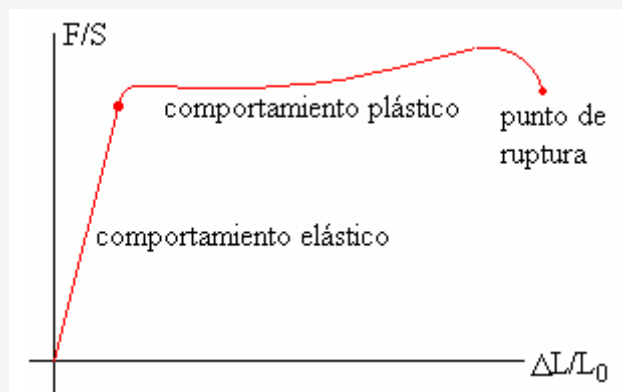 F/S
comportamiento plástico
punto de
ruptura
comportamiento elástico
ΔL/L₀